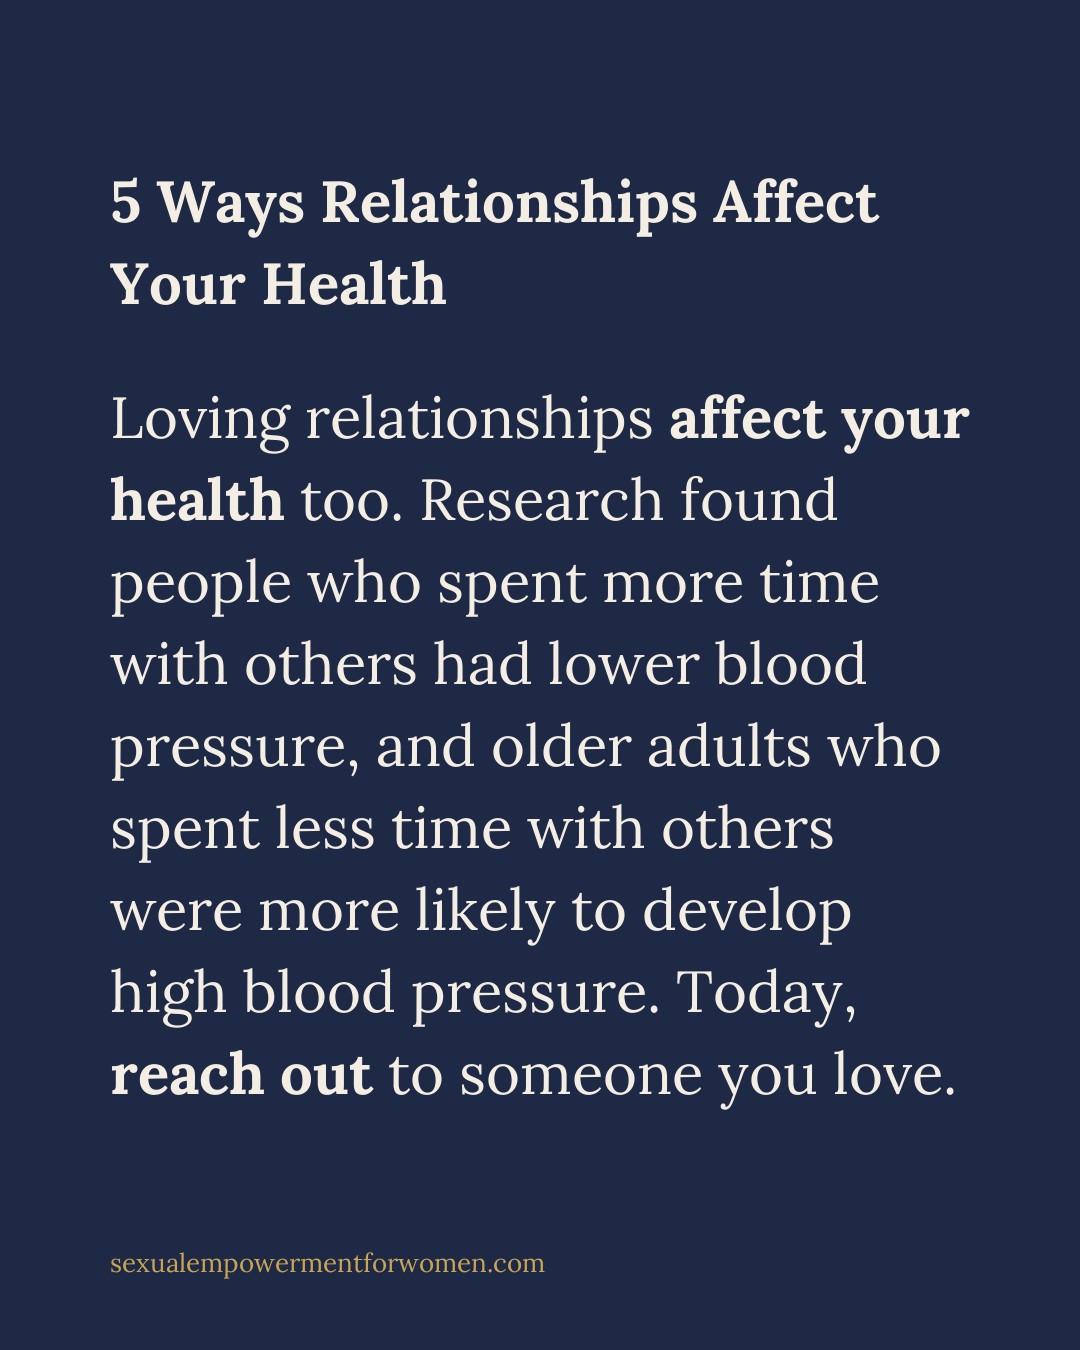 5 Ways Relationships Affect
Your Health
Loving relationships affect your
health too. Research found
people who spent more time
with others had lower blood
pressure, and older adults who
spent less time with others
were more likely to develop
high blood pressure. Today,
reach out to someone you love.
sexualempowermentforwomen.com